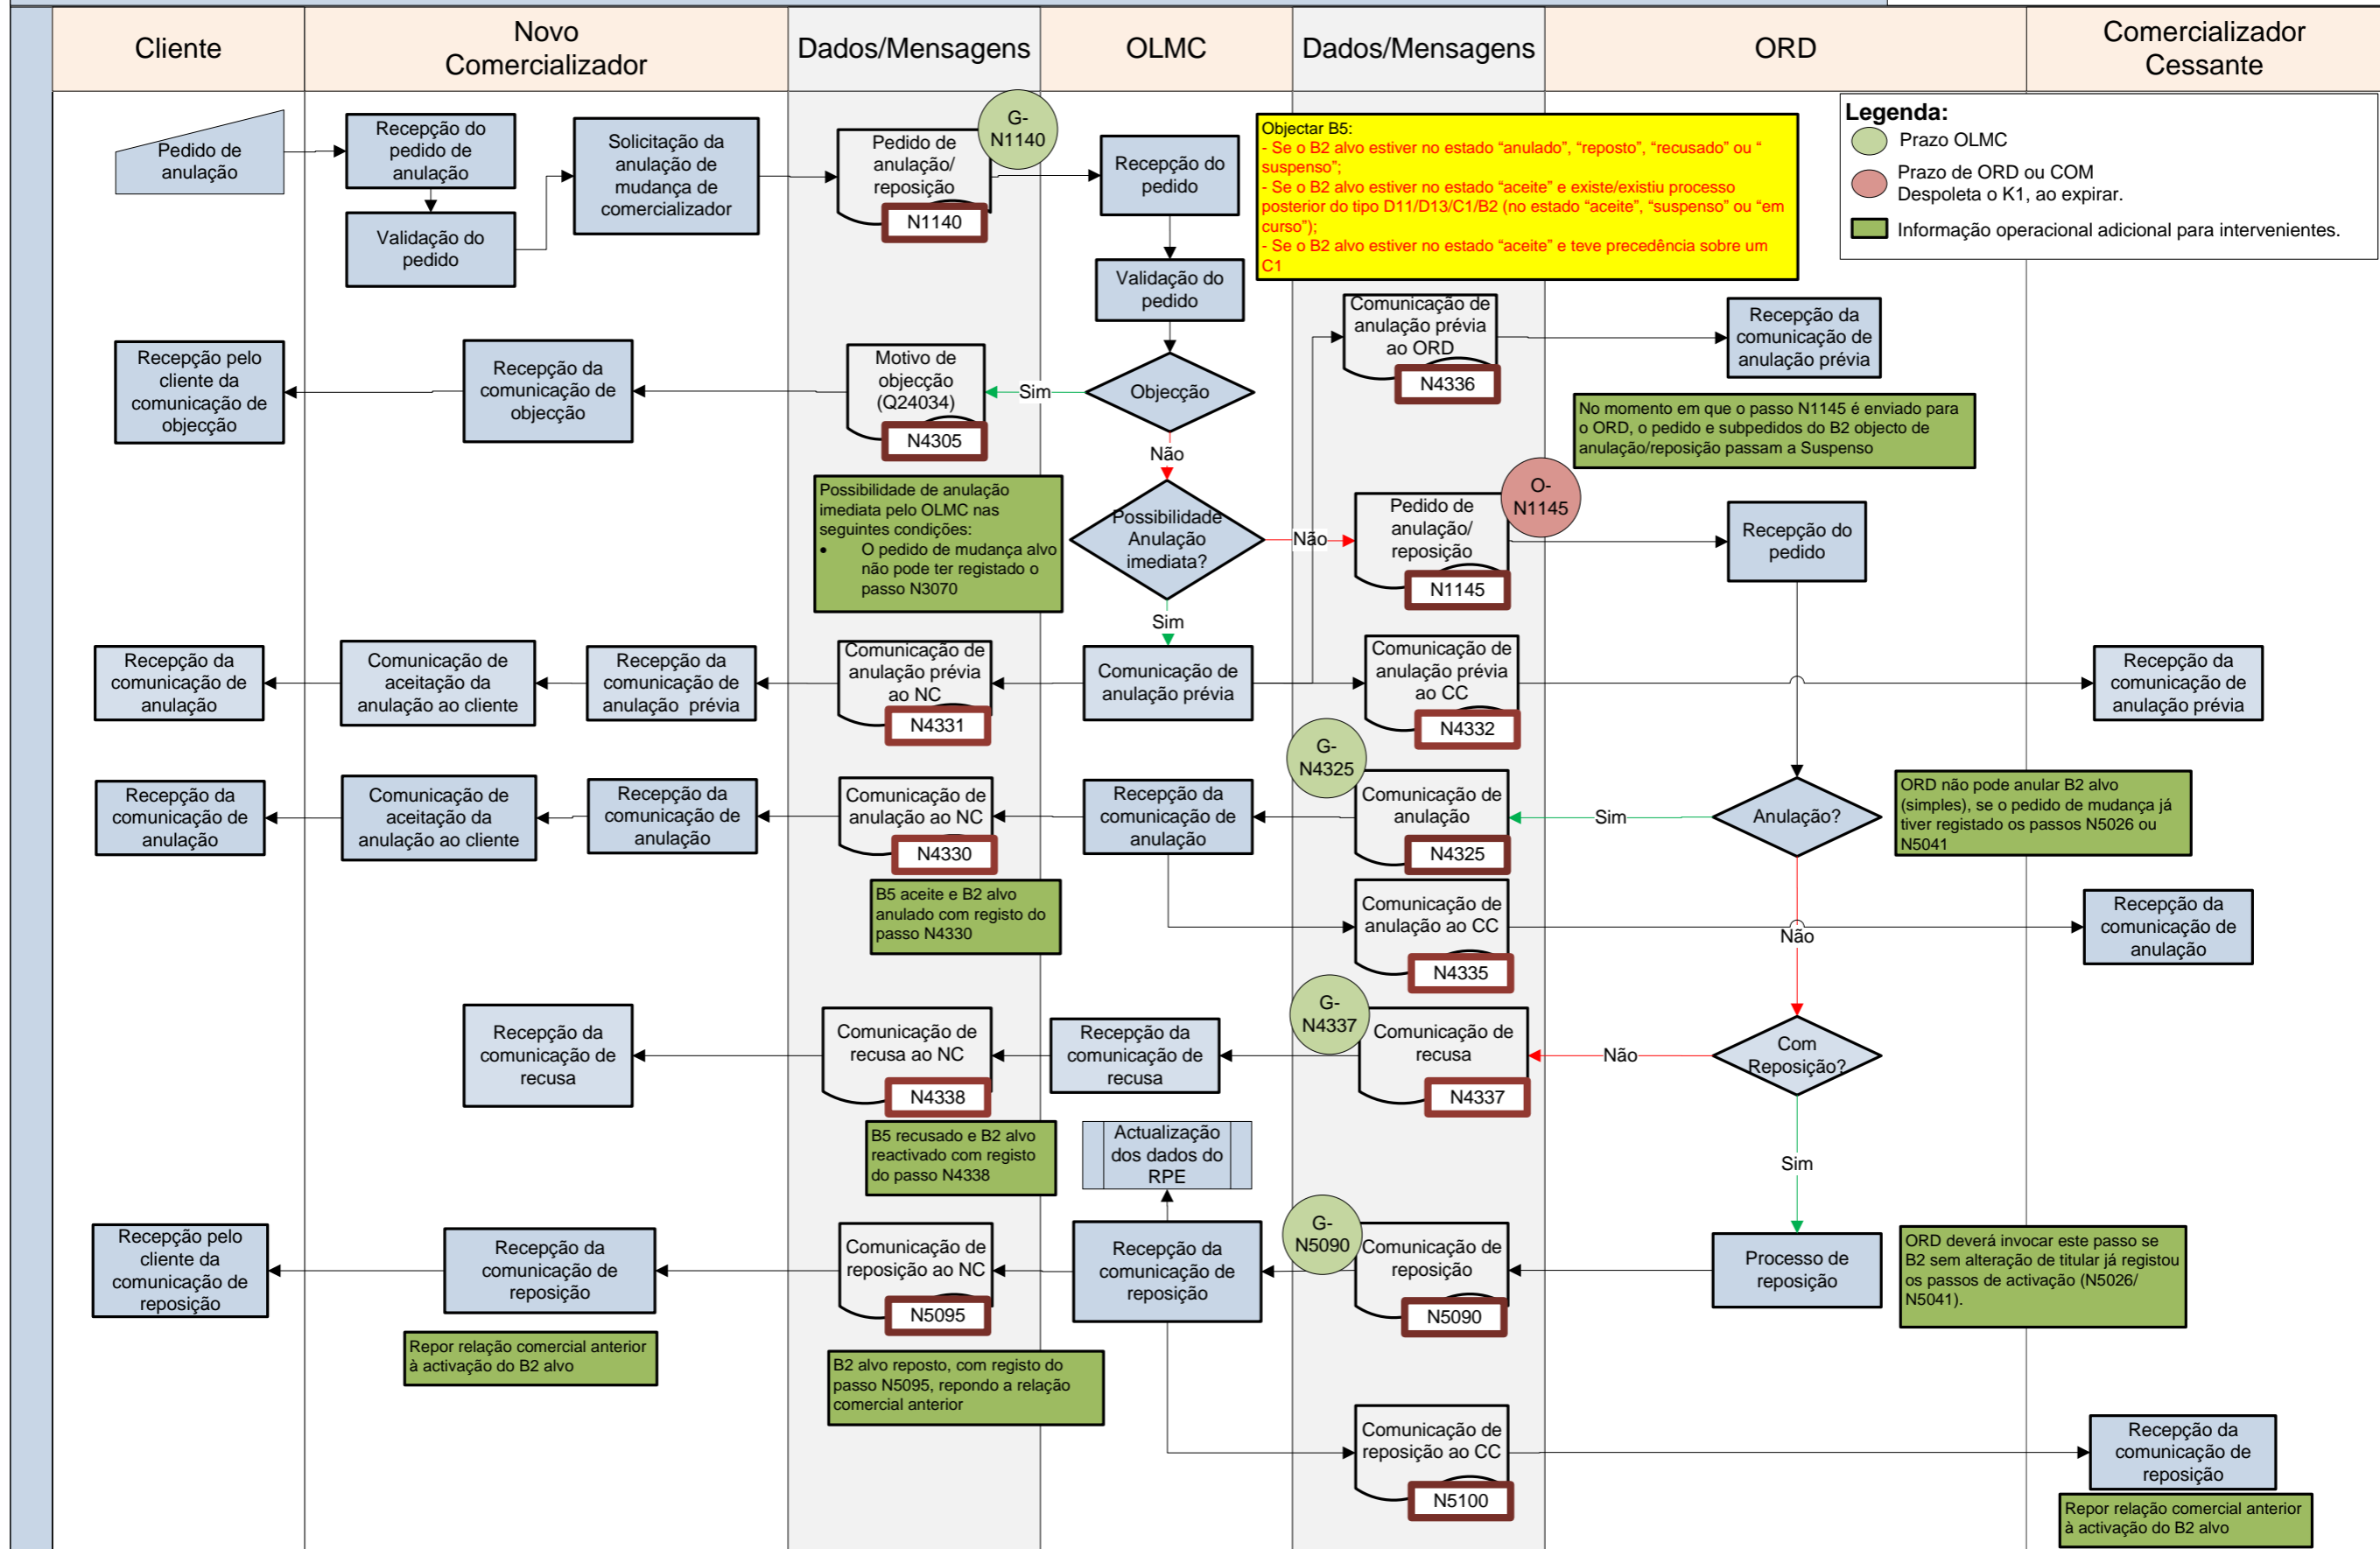 Cliente
Novo
Comercializador
Dados/Mensagens
OLMC
Dados/Mensagens
ORD
Comercializador
Cessante
Legenda:
Prazo OLMC
Prazo de ORD ou COM
Despoleta o K1, ao expirar.
Informação operacional adicional para intervenientes.
Pedido de
anulação
Recepção do
pedido de
anulação
Validação do
pedido
Solicitação da
anulação de
mudança de
comercializador
Pedido de
anulação/
reposição
N1140
G-
N1140
Recepção do
pedido
Validação do
pedido
Objectar B5:
- Se o B2 alvo estiver no estado “anulado”, “reposto”, “recusado” ou “
suspenso”;
- Se o B2 alvo estiver no estado “aceite” e existe/existiu processo
posterior do tipo D11/D13/C1/B2 (no estado “aceite”, “suspenso” ou “em
curso”);
- Se o B2 alvo estiver no estado “aceite” e teve precedência sobre um
C1
Recepção pelo
cliente da
comunicação de
objecção
Recepção da
comunicação de
objecção
Motivo de
objecção
(Q24034)
N4305
Sim
Objecção
Não
Comunicação de
anulação prévia
ao ORD
N4336
Recepção da
comunicação de
anulação prévia
No momento em que o passo N1145 é enviado para
o ORD, o pedido e subpedidos do B2 objecto de
anulação/reposição passam a Suspenso
Possibilidade de anulação
imediata pelo OLMC nas
seguintes condições:
• O pedido de mudança alvo
não pode ter registado o
passo N3070
Possibilidade
Anulação
imediata?
Não
Sim
Pedido de
anulação/
reposição
N1145
O-
N1145
Recepção do
pedido
Recepção da
comunicação de
anulação
Comunicação de
aceitação da
anulação ao cliente
Recepção da
comunicação de
anulação prévia
Comunicação de
anulação prévia
ao NC
N4331
Comunicação de
anulação prévia
Comunicação de
anulação prévia
ao CC
N4332
Recepção da
comunicação de
anulação prévia
Recepção da
comunicação de
anulação
Comunicação de
aceitação da
anulação ao cliente
Recepção da
comunicação de
anulação
Comunicação de
anulação ao NC
N4330
Recepção da
comunicação de
anulação
G-
N4325
Comunicação de
anulação
N4325
Sim
Anulação?
ORD não pode anular B2 alvo
(simples), se o pedido de mudança já
tiver registado os passos N5026 ou
N5041
B5 aceite e B2 alvo
anulado com registo do
passo N4330
Comunicação de
anulação ao CC
N4335
Não
Recepção da
comunicação de
anulação
Recepção da
comunicação de
recusa
Comunicação de
recusa ao NC
N4338
Recepção da
comunicação de
recusa
G-
N4337
Comunicação de
recusa
N4337
Não
Com
Reposição?
B5 recusado e B2 alvo
reactivado com registo
do passo N4338
Actualização
dos dados do
RPE
Sim
Recepção pelo
cliente da
comunicação de
reposição
Recepção da
comunicação de
reposição
Comunicação de
reposição ao NC
N5095
Recepção da
comunicação de
reposição
G-
N5090
Comunicação de
reposição
N5090
Processo de
reposição
ORD deverá invocar este passo se
B2 sem alteração de titular já registou
os passos de activação (N5026/
N5041).
Repor relação comercial anterior
à activação do B2 alvo
B2 alvo reposto, com registo do
passo N5095, repondo a relação
comercial anterior
Comunicação de
reposição ao CC
N5100
Recepção da
comunicação de
reposição
Repor relação comercial anterior
à activação do B2 alvo